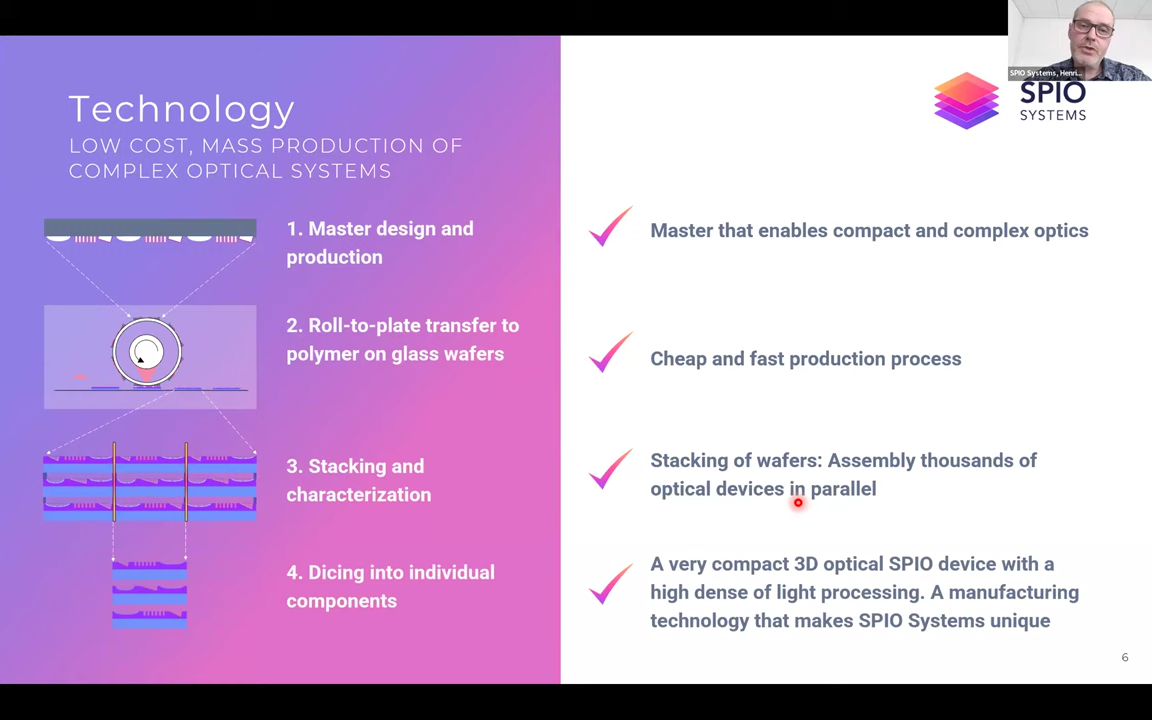 SPIO Systems, Henri...
SPIO
SYSTEMS
Technology
LOW COST, MASS PRODUCTION OF
COMPLEX OPTICAL SYSTEMS
1. Master design and
production
Master that enables compact and complex optics
2. Roll-to-plate transfer to
polymer on glass wafers
Cheap and fast production process
3. Stacking and
characterization
Stacking of wafers: Assembly thousands of
optical devices in parallel
4. Dicing into individual
components
A very compact 3D optical SPIO device with a
high dense of light processing. A manufacturing
technology that makes SPIO Systems unique
6